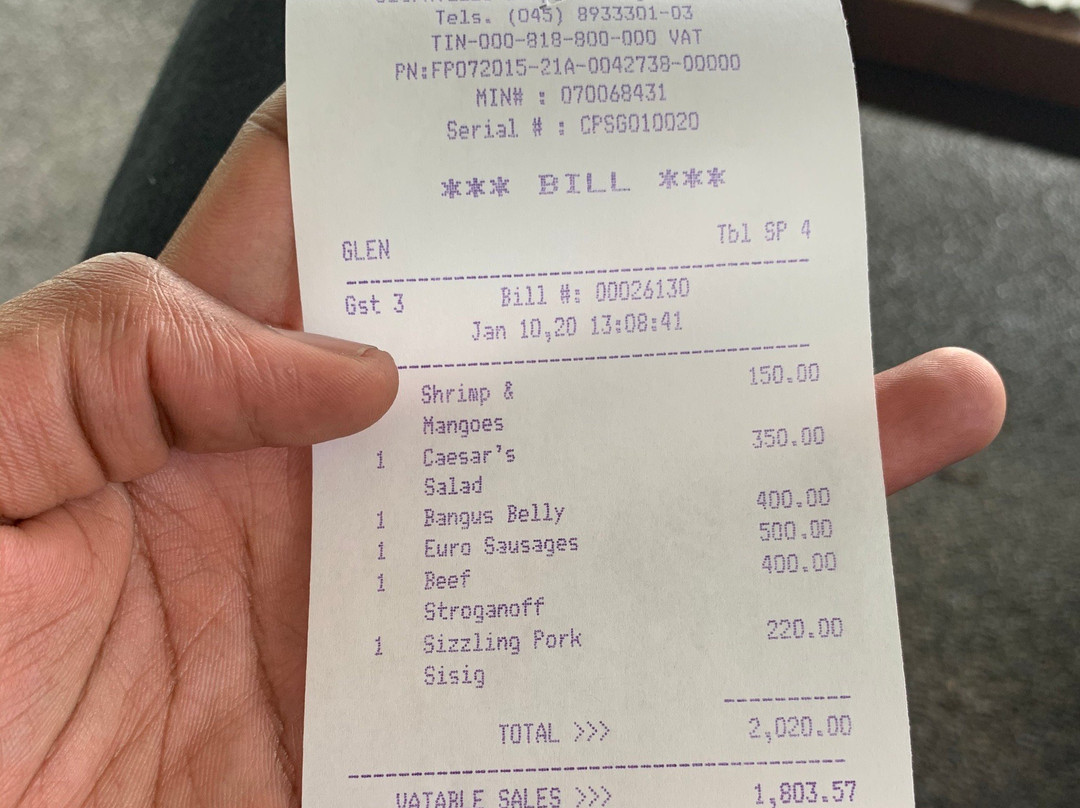 Tels. (045) 8933301-03
TIN-000-818-800-000 VAT
PN:FP072015-21A-0042738-00000
MIN# : 070068431
Serial # : CPSG010020
*** BILL ***
GLEN Tbl SP 4
Gst 3 Bill #: 00026130
Jan 10,20 13:08:41
Shrimp & 150.00
Mangoes
1 Caesar's 350.00
Salad
1 Bangus Belly 400.00
1 Euro Sausages 500.00
1 Beef 400.00
Stroganoff
1 Sizzling Pork 220.00
Sisig
TOTAL >>> 2,020.00
VATABLE SALES >>> 1,803.57